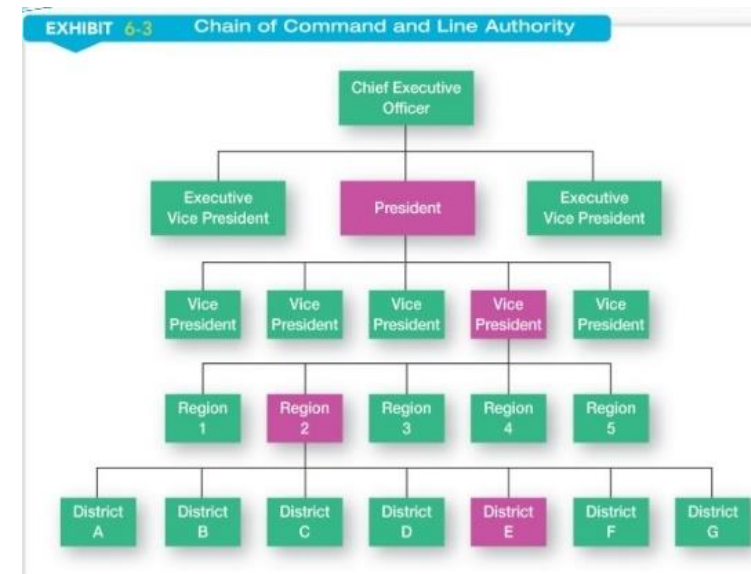 EXHIBIT 6-3 Chain of Command and Line Authority
Chief Executive
Officer
Executive
Vice President
President
Executive
Vice President
Vice
President
Vice
President
Vice
President
Vice
President
Vice
President
Region
1
Region
2
Region
3
Region
4
Region
5
District
A
District
B
District
C
District
D
District
E
District
F
District
G